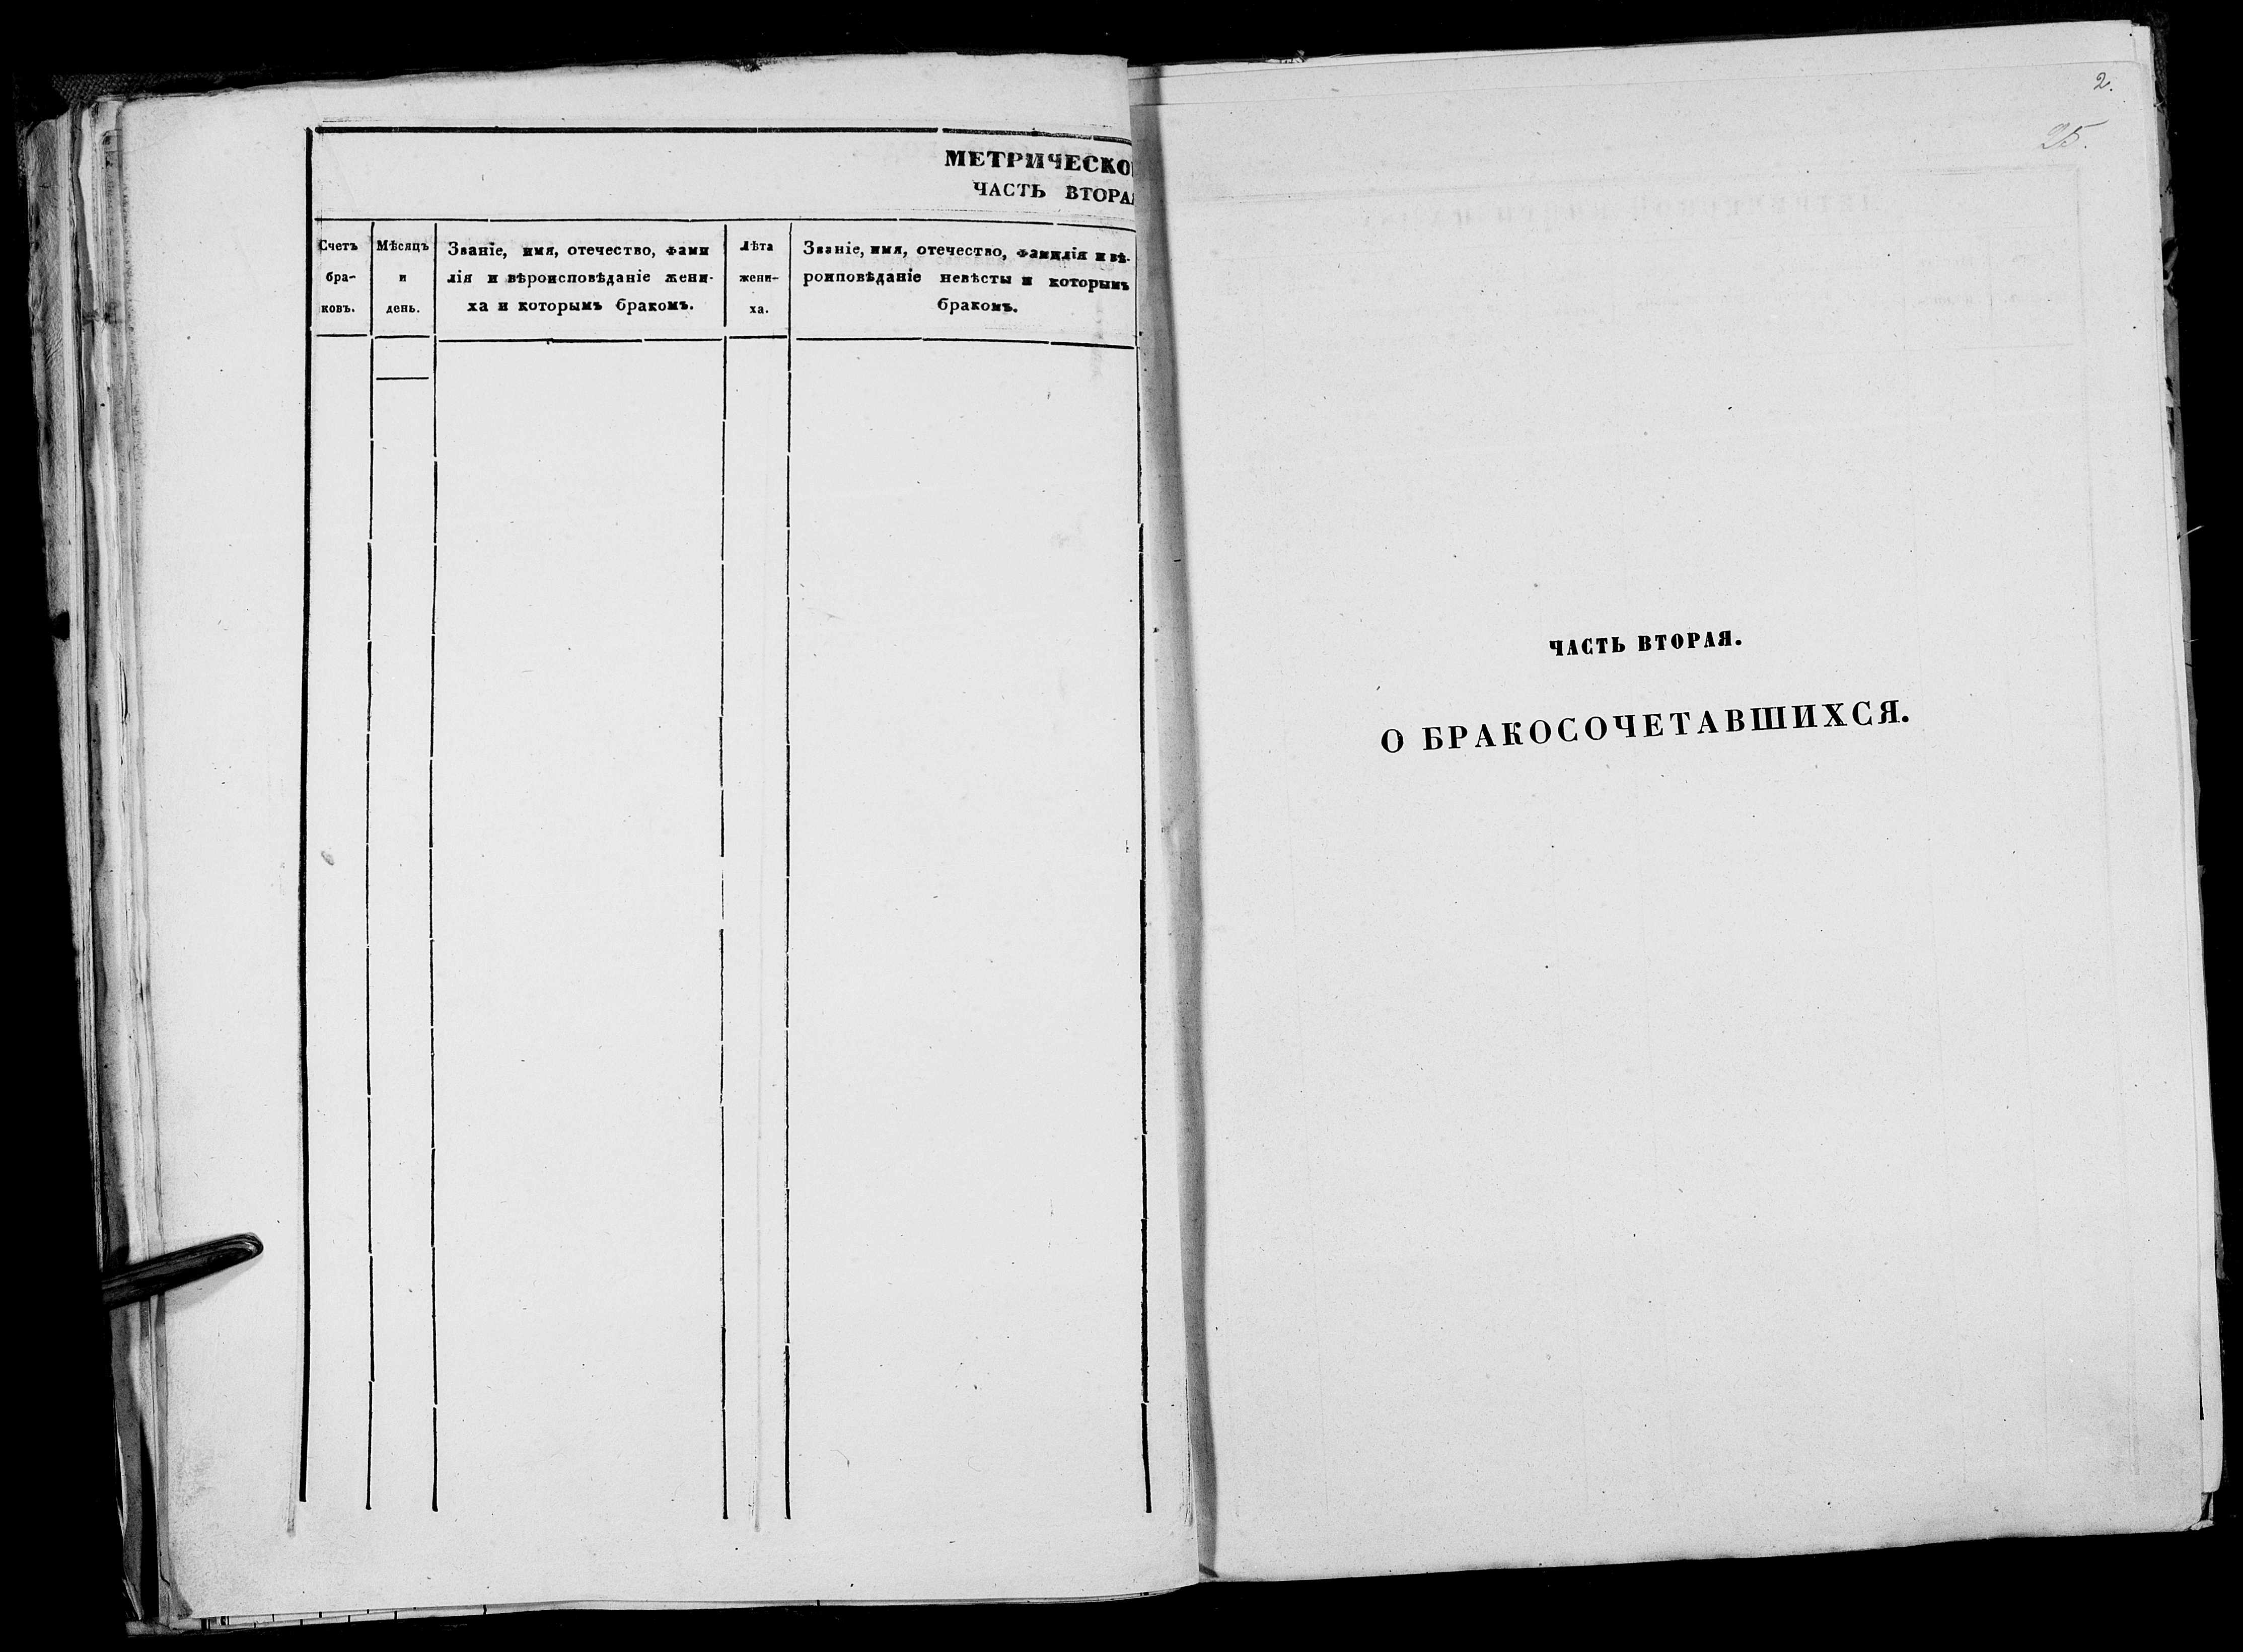 МЕТРИЧЕСКО
ЧАСТЬ ВТОРА
Счетъ
бра-
ковъ.
Мѣсяцъ
и
день.
Званіе, имя, отечество, фами
лія и вѣроисповѣданіе жени-
ха и которымъ бракомъ.
Лѣта
жени-
ха.
Званіе, имя, отечество, фамилія и вѣ-
роиповѣданіе невѣсты и которымъ
бракомъ.
2.
25.
ЧАСТЬ ВТОРАЯ.
О БРАКОСОЧЕТАВШИХСЯ.